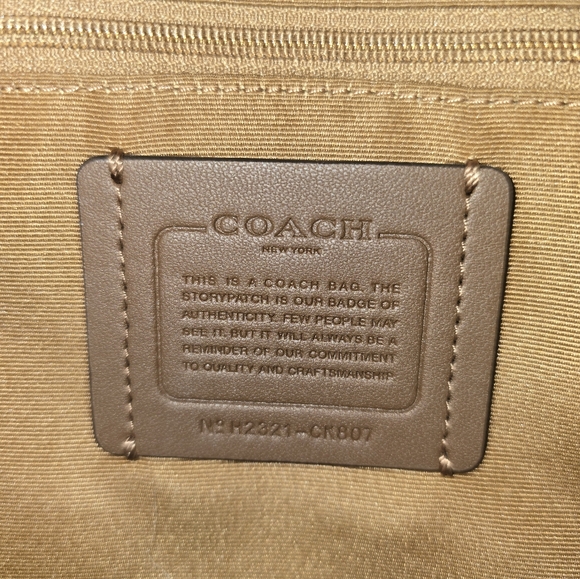 COACH
NEW YORK
THIS IS A COACH BAG. THE
STORYPATCH IS OUR BADGE OF
AUTHENTICITY. FEW PEOPLE MAY
SEE IT. BUT IT WILL ALWAYS BE A
REMINDER OF OUR COMMITMENT
TO QUALITY AND CRAFTSMANSHIP.
Nº H2321-CK807